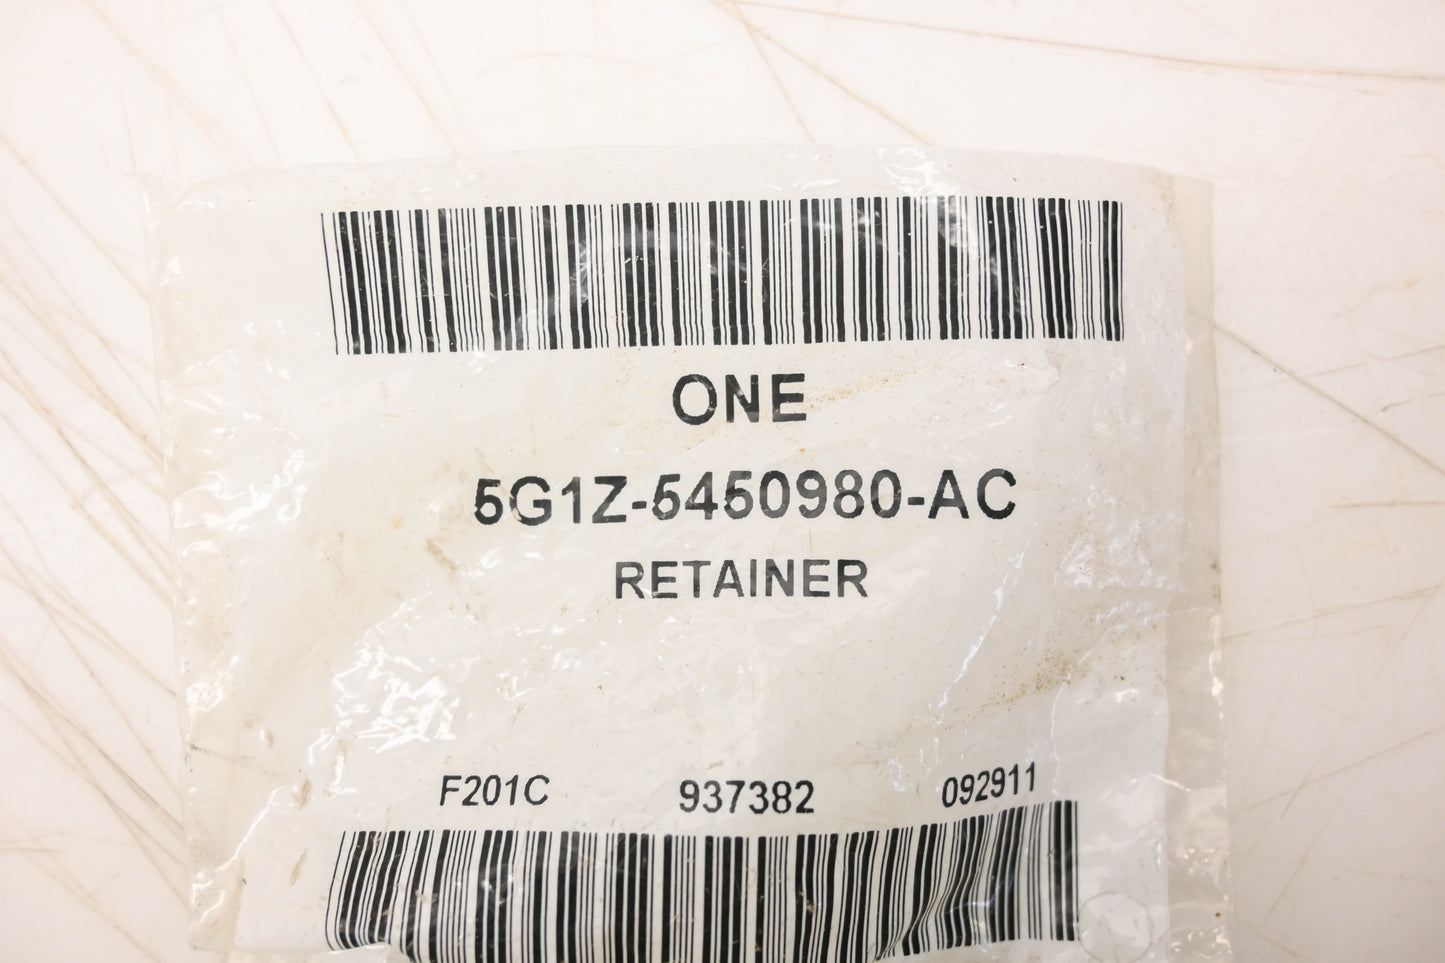 ONE
5G1Z-5450980-AC
RETAINER
F201C 937382 092911